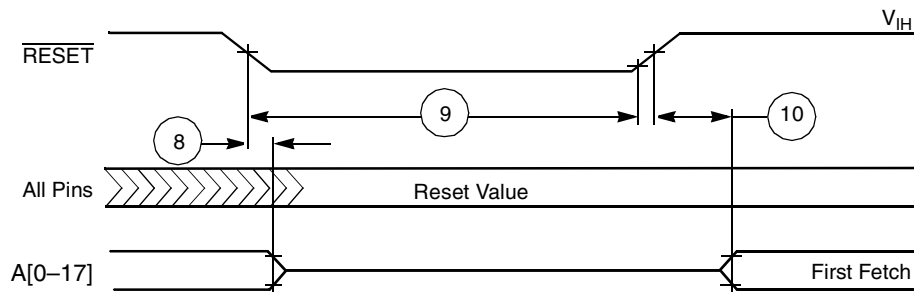 V_IH
RESET
9
10
8
All Pins
Reset Value
A[0–17]
First Fetch